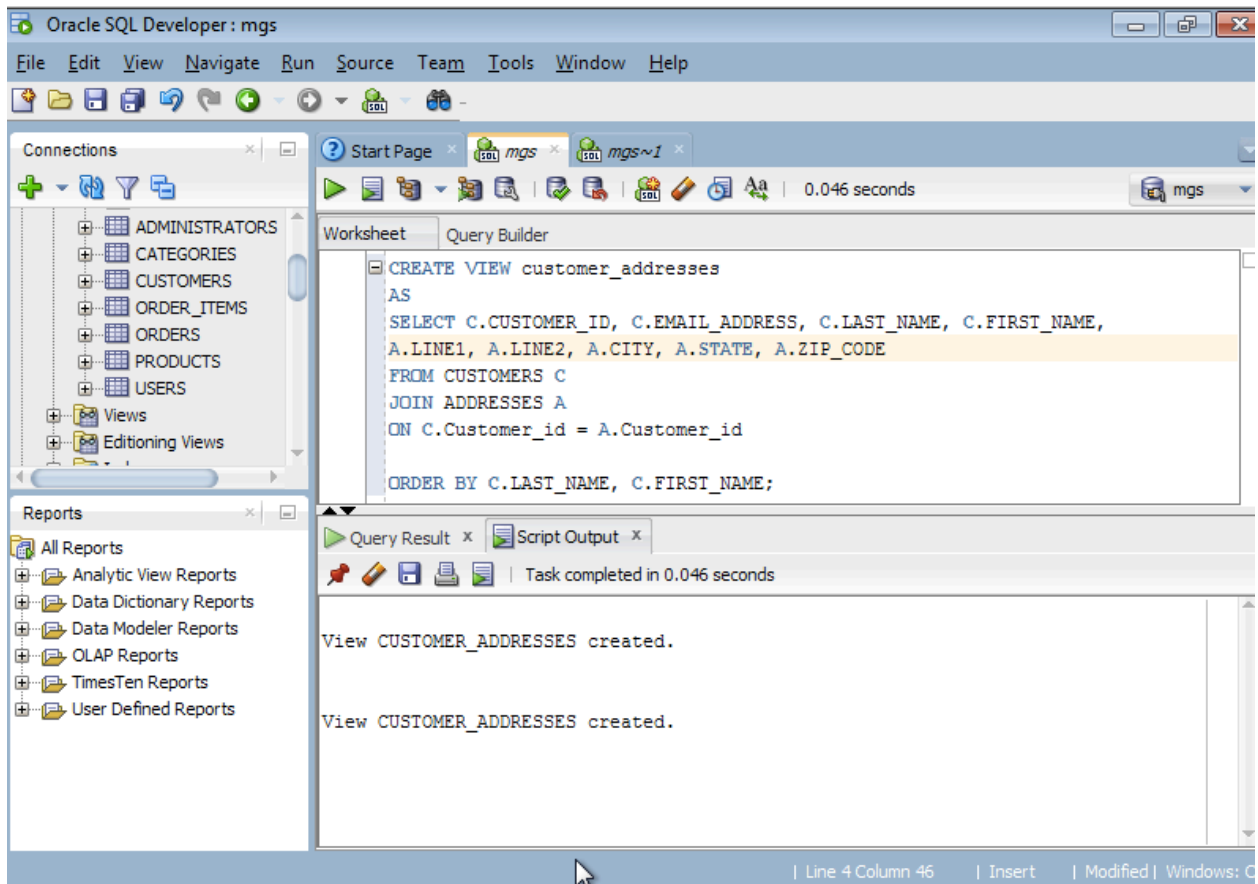 Oracle SQL Developer : mgs
File Edit View Navigate Run Source Team Tools Window Help
Connections
ADMINISTRATORS
CATEGORIES
CUSTOMERS
ORDER_ITEMS
ORDERS
PRODUCTS
USERS
Views
Editioning Views
Reports
All Reports
Analytic View Reports
Data Dictionary Reports
Data Modeler Reports
OLAP Reports
TimesTen Reports
User Defined Reports
Start Page mgs mgs~1
0.046 seconds mgs
Worksheet Query Builder
CREATE VIEW customer_addresses
AS
SELECT C.CUSTOMER_ID, C.EMAIL_ADDRESS, C.LAST_NAME, C.FIRST_NAME,
A.LINE1, A.LINE2, A.CITY, A.STATE, A.ZIP_CODE
FROM CUSTOMERS C
JOIN ADDRESSES A
ON C.Customer_id = A.Customer_id
ORDER BY C.LAST_NAME, C.FIRST_NAME;
Query Result x Script Output x
| Task completed in 0.046 seconds
View CUSTOMER_ADDRESSES created.
View CUSTOMER_ADDRESSES created.
| Line 4 Column 46 | Insert | Modified | Windows: